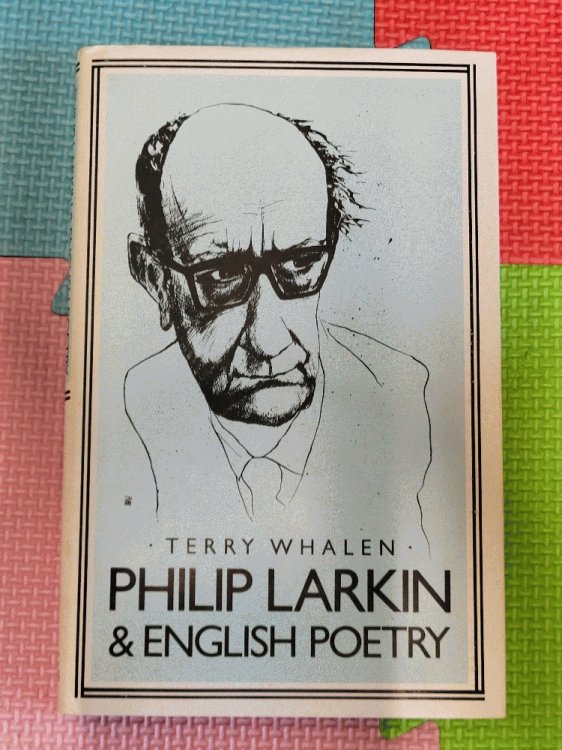 · TERRY WHALEN ·
PHILIP LARKIN
& ENGLISH POETRY